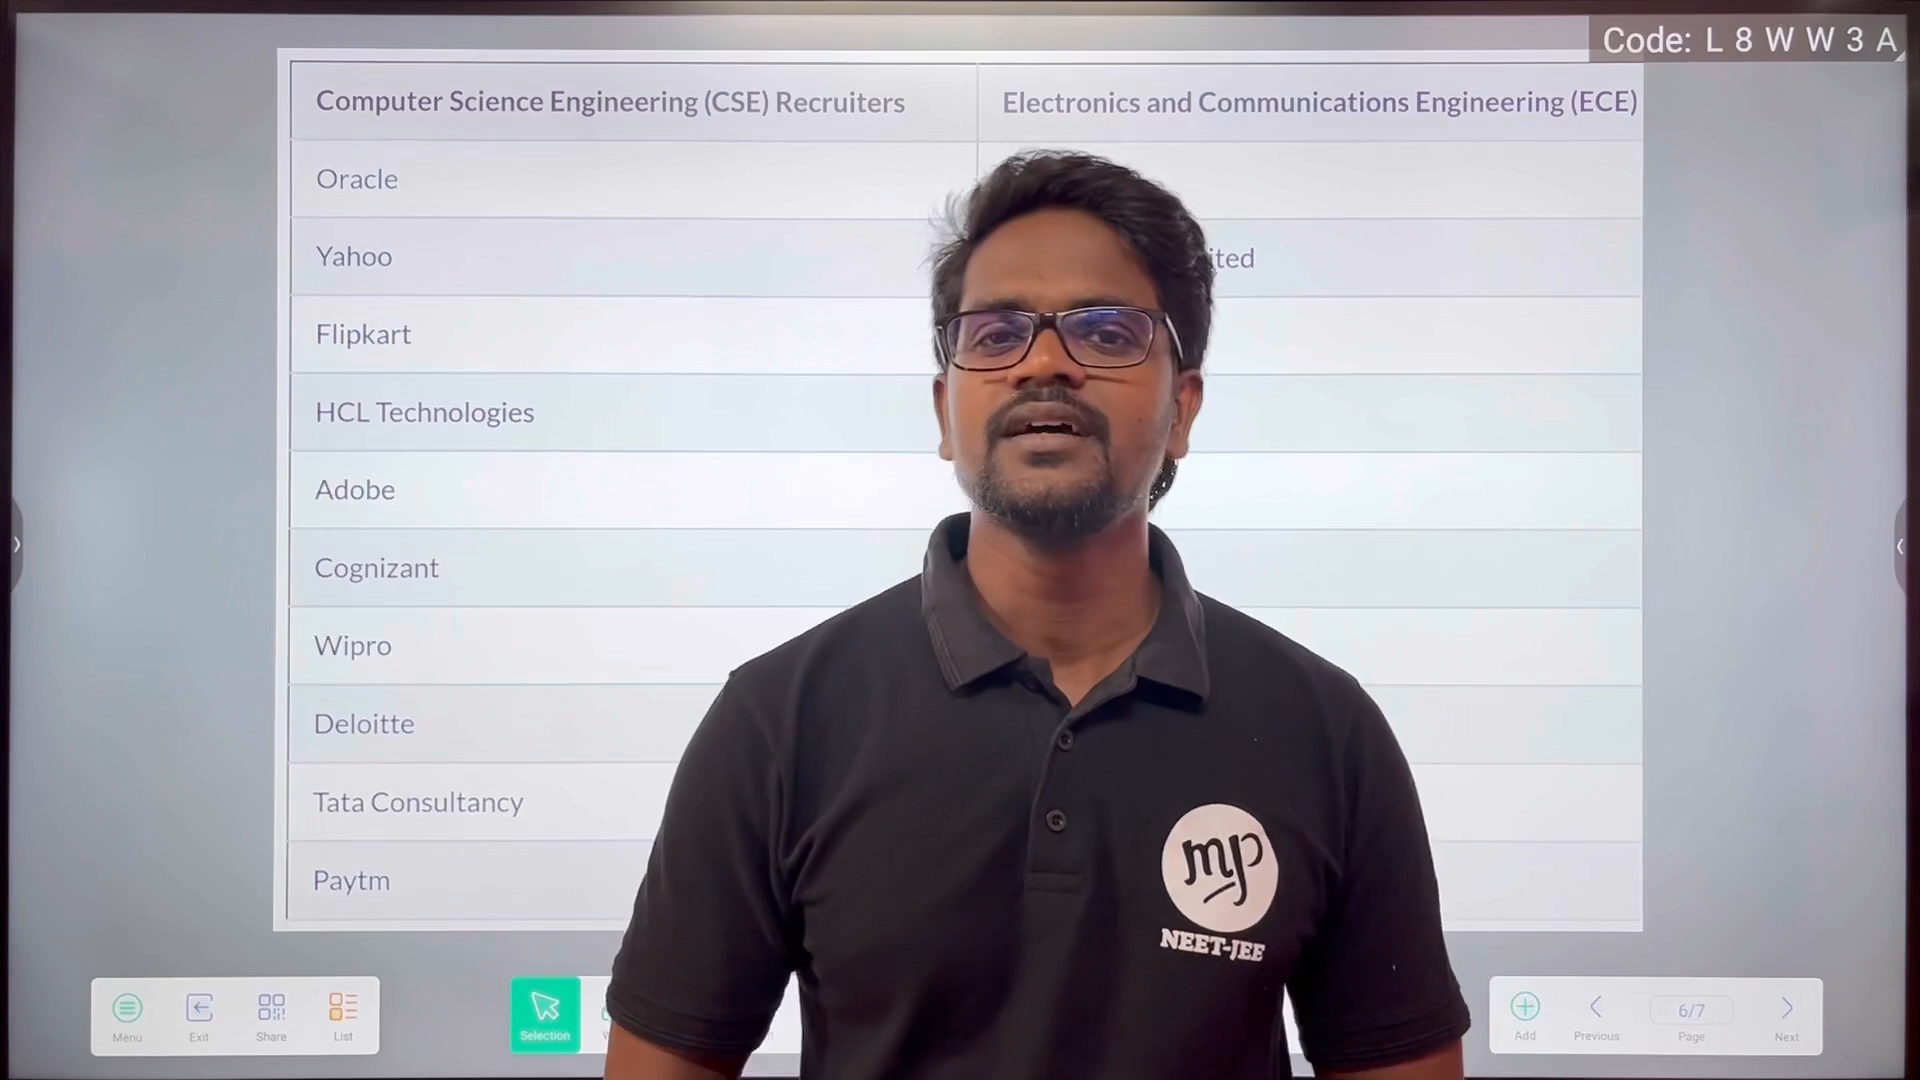 Code: L 8 W W 3 A
Computer Science Engineering (CSE) Recruiters
Electronics and Communications Engineering (ECE)
Oracle
Yahoo
Flipkart
HCL Technologies
Adobe
Cognizant
Wipro
Deloitte
Tata Consultancy
Paytm
mp
NEET-JEE
Menu
Exit
Share
List
Selection
Add
Previous
6/7
Page
Next